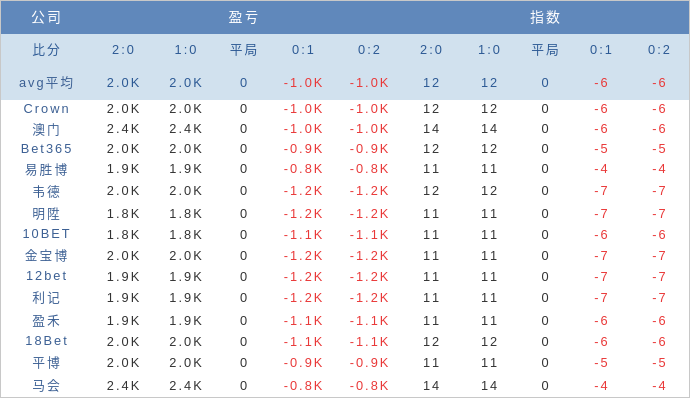 公司 盈亏 指数
比分 2:0 1:0 平局 0:1 0:2 2:0 1:0 平局 0:1 0:2
avg平均 2.0K 2.0K 0 -1.0K -1.0K 12 12 0 -6 -6
Crown 2.0K 2.0K 0 -1.0K -1.0K 12 12 0 -6 -6
澳门 2.4K 2.4K 0 -1.0K -1.0K 14 14 0 -6 -6
Bet365 2.0K 2.0K 0 -0.9K -0.9K 12 12 0 -5 -5
易胜博 1.9K 1.9K 0 -0.8K -0.8K 11 11 0 -4 -4
韦德 2.0K 2.0K 0 -1.2K -1.2K 12 12 0 -7 -7
明陞 1.8K 1.8K 0 -1.2K -1.2K 11 11 0 -7 -7
10BET 1.8K 1.8K 0 -1.1K -1.1K 11 11 0 -6 -6
金宝博 2.0K 2.0K 0 -1.2K -1.2K 11 11 0 -7 -7
12bet 1.9K 1.9K 0 -1.2K -1.2K 11 11 0 -7 -7
利记 1.9K 1.9K 0 -1.2K -1.2K 11 11 0 -7 -7
盈禾 1.9K 1.9K 0 -1.1K -1.1K 11 11 0 -6 -6
18Bet 2.0K 2.0K 0 -1.1K -1.1K 12 12 0 -6 -6
平博 2.0K 2.0K 0 -0.9K -0.9K 11 11 0 -5 -5
马会 2.4K 2.4K 0 -0.8K -0.8K 14 14 0 -4 -4